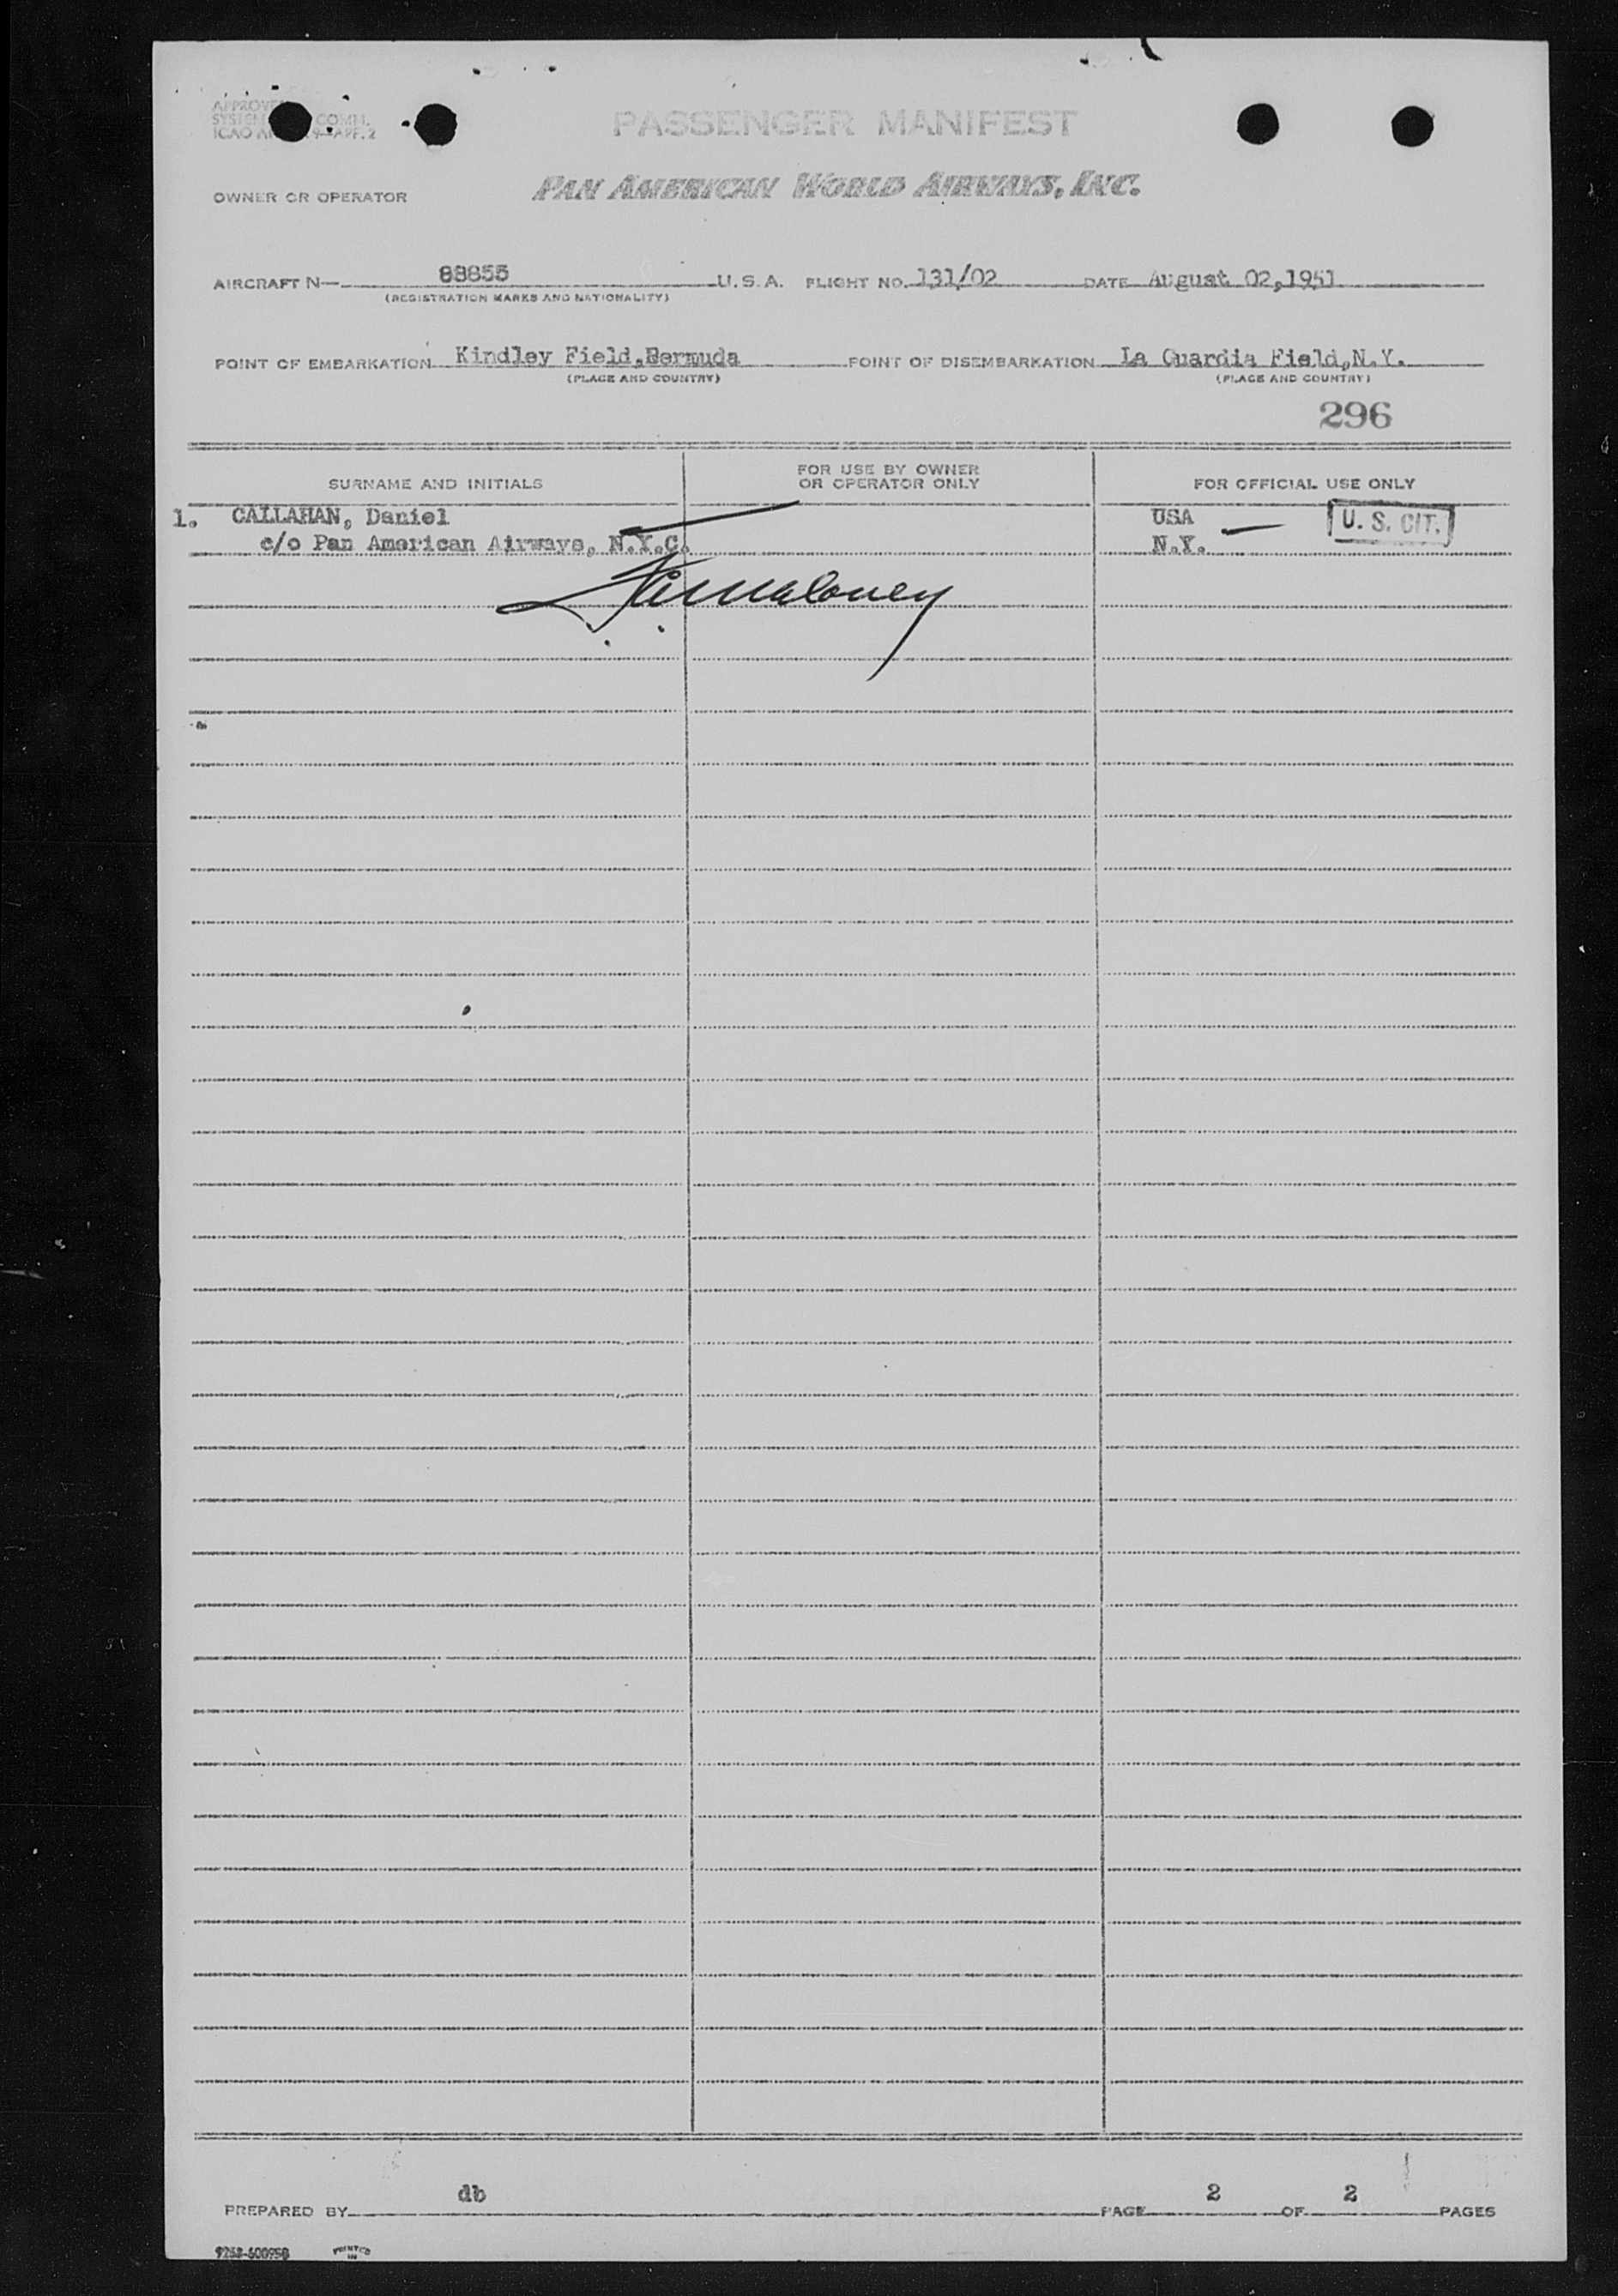 PASSENGER MANIFEST
OWNER OR OPERATOR PAN AMERICAN WORLD AIRWAYS, INC.
AIRCRAFT N— 88855 U. S. A. FLIGHT NO. 131/02 DATE August 02,1951
(REGISTRATION MARKS AND NATIONALITY)
POINT OF EMBARKATION Kindley Field,Bermuda POINT OF DISEMBARKATION La Guardia Field,N.Y.
(PLACE AND COUNTRY) (PLACE AND COUNTRY)
296
SURNAME AND INITIALS FOR USE BY OWNER OR OPERATOR ONLY FOR OFFICIAL USE ONLY
1. CALLAHAN, Daniel USA — U. S. CIT.
c/o Pan American Airways, N.Y.C. N.Y.
Maloney
PREPARED BY db PAGE 2 OF 2 PAGES
PRINTED